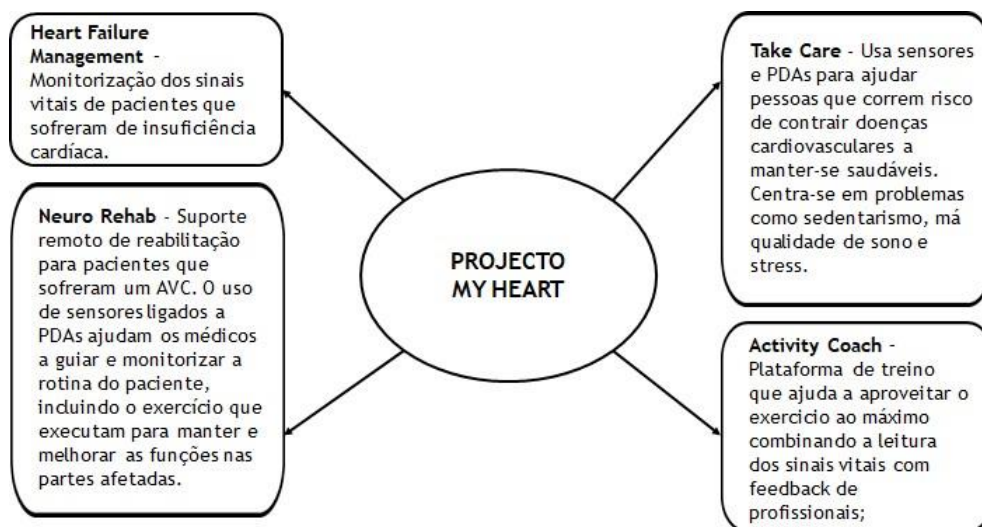 Heart Failure
Management -
Monitorização dos sinais
vitais de pacientes que
sofreram de insuficiência
cardíaca.
Neuro Rehab - Suporte
remoto de reabilitação
para pacientes que
sofreram um AVC. O uso
de sensores ligados a
PDAs ajudam os médicos
a guiar e monitorizar a
rotina do paciente,
incluindo o exercício que
executam para manter e
melhorar as funções nas
partes afetadas.
PROJECTO
MY HEART
Take Care - Usa sensores
e PDAs para ajudar
pessoas que correm risco
de contrair doenças
cardiovasculares a
manter-se saudáveis.
Centra-se em problemas
como sedentarismo, má
qualidade de sono e
stress.
Activity Coach -
Plataforma de treino
que ajuda a aproveitar o
exercicio ao máximo
combinando a leitura
dos sinais vitais com
feedback de
profissionais;